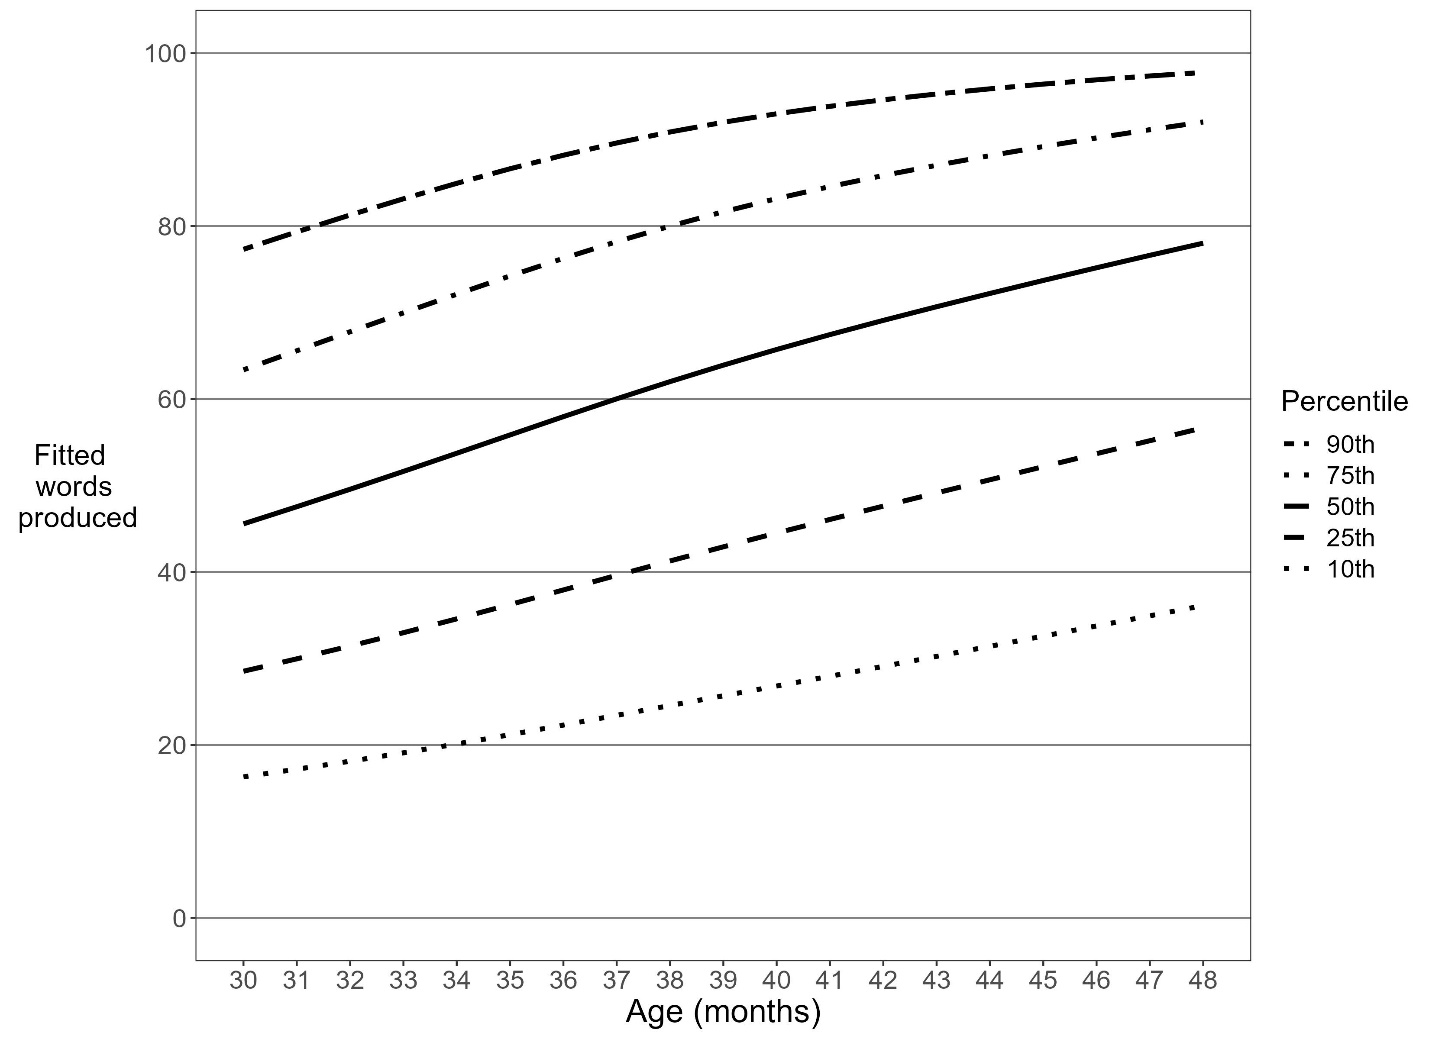 100
80
60
40
20
0
Fitted
words
produced
30 31 32 33 34 35 36 37 38 39 40 41 42 43 44 45 46 47 48
Age (months)
Percentile
90th
75th
50th
25th
10th